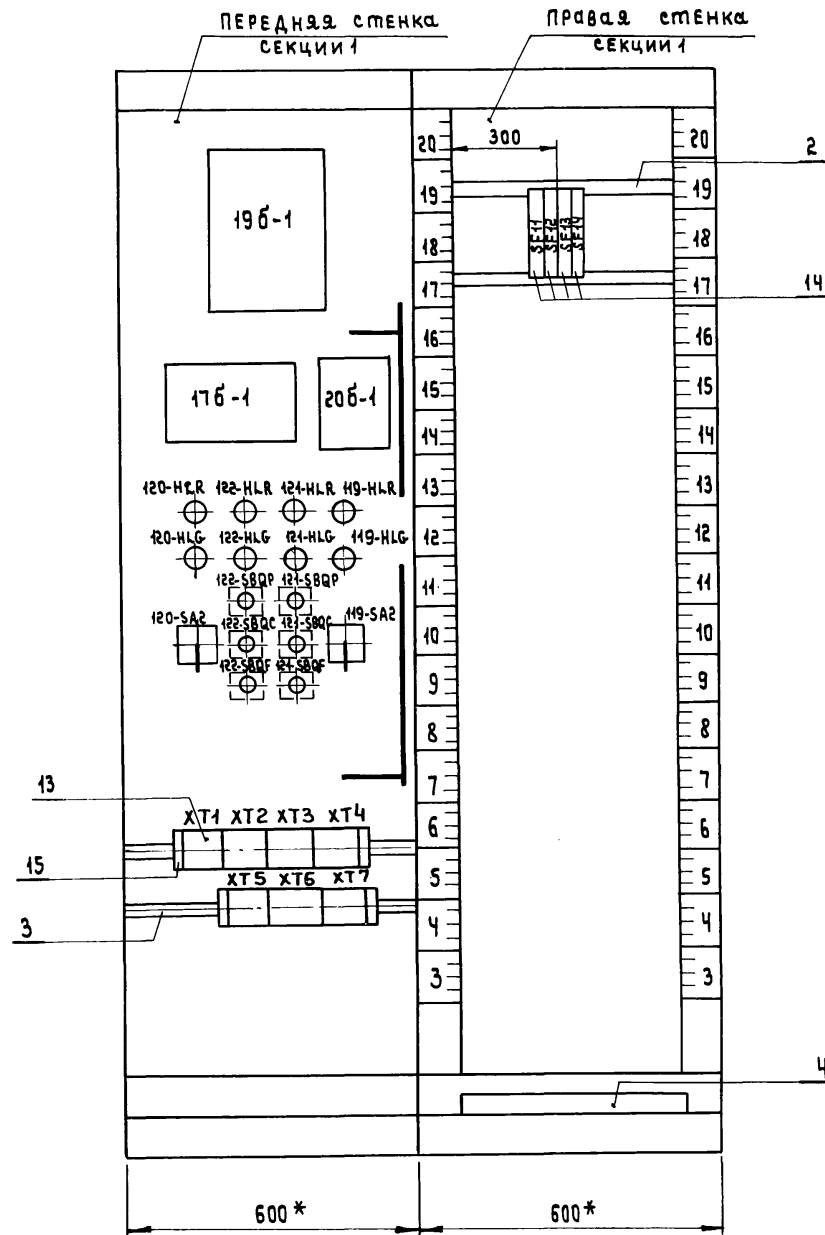 ПЕРЕДНЯЯ СТЕНКА
СЕКЦИИ 1
ПРАВАЯ СТЕНКА
СЕКЦИИ 1
20
300
20
2
19
19
19б-1
SF11
SF12
SF13
SF14
18
18
17
17
14
16
16
17б-1
20б-1
15
15
14
14
120-HLR
122-HLR
121-HLR
119-HLR
13
13
120-HLG
122-HLG
121-HLG
119-HLG
12
12
122-SBQP
121-SBQP
11
11
120-SA2
122-SBQC
121-SBQC
119-SA2
10
10
122-SBQF
121-SBQF
9
9
8
8
13
7
7
XT1
XT2
XT3
XT4
6
6
15
XT5
XT6
XT7
5
5
3
4
4
3
3
4
600*
600*